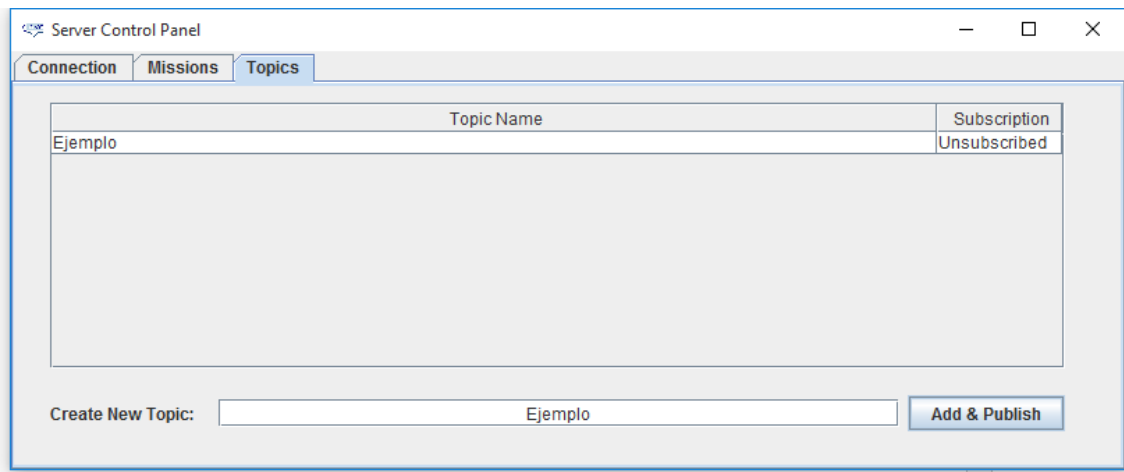 Server Control Panel
Connection Missions Topics
Topic Name Subscription
Ejemplo Unsubscribed
Create New Topic: Ejemplo Add & Publish